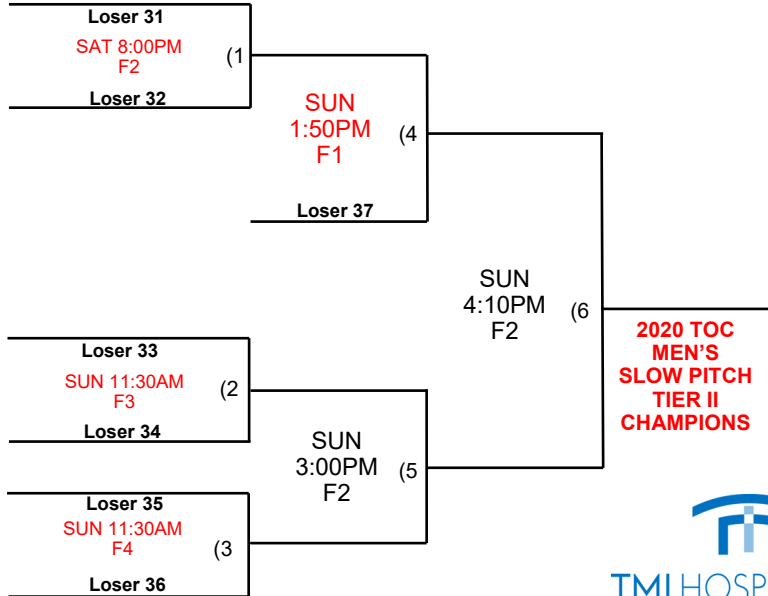 Loser 31
SAT 8:00PM
F2
(1
Loser 32
SUN
1:50PM
F1
(4
Loser 37
SUN
4:10PM
F2
(6
2020 TOC
MEN'S
SLOW PITCH
TIER II
CHAMPIONS
Loser 33
SUN 11:30AM
F3
(2
Loser 34
SUN
3:00PM
F2
(5
Loser 35
SUN 11:30AM
F4
(3
Loser 36
TMI HOSP